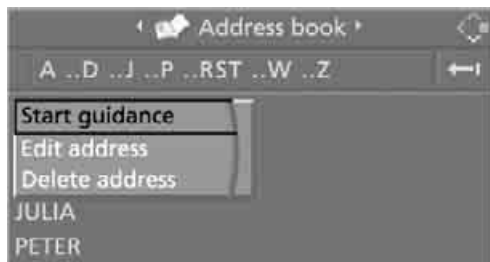 Address book
A ..D ..J ..P ..RST ..W ..Z
Start guidance
Edit address
Delete address
JULIA
PETER